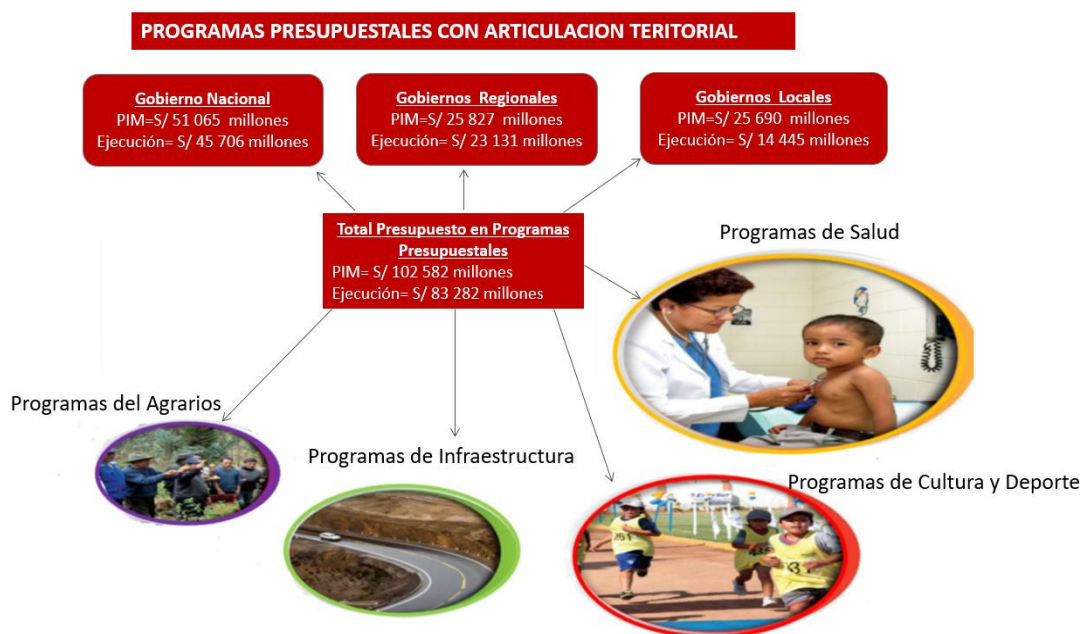 PROGRAMAS PRESUPUESTALES CON ARTICULACION TERITORIAL
Gobierno Nacional
PIM=S/ 51 065 millones
Ejecución= S/ 45 706 millones
Gobiernos Regionales
PIM=S/ 25 827 millones
Ejecución= S/ 23 131 millones
Gobiernos Locales
PIM=S/ 25 690 millones
Ejecución= S/ 14 445 millones
Total Presupuesto en Programas
Presupuestales
PIM= S/ 102 582 millones
Ejecución= S/ 83 282 millones
Programas de Salud
Programas del Agrarios
Programas de Infraestructura
Programas de Cultura y Deporte